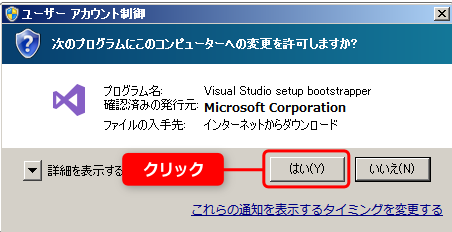 ユーザー アカウント制御
次のプログラムにこのコンピューターへの変更を許可しますか?
プログラム名: Visual Studio setup bootstrapper
確認済みの発行元: Microsoft Corporation
ファイルの入手先: インターネットからダウンロード
詳細を表示する クリック はい(Y) いいえ(N)
これらの通知を表示するタイミングを変更する